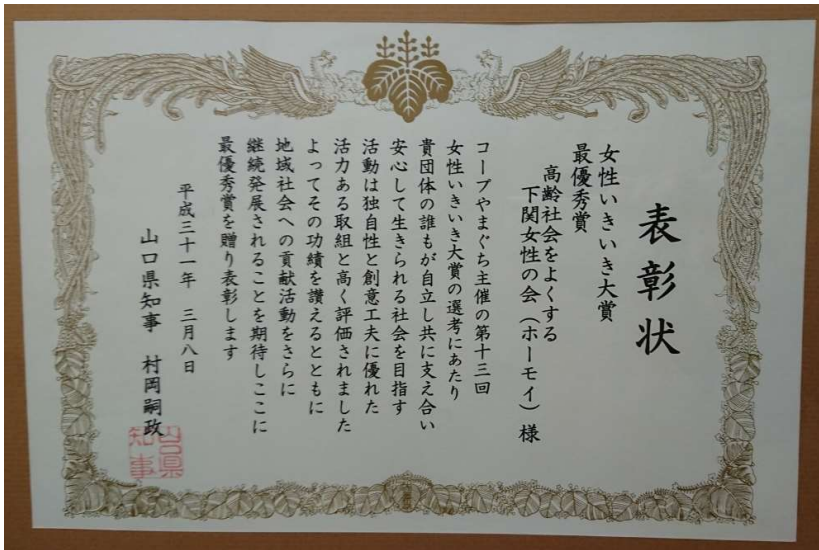 表彰状
女性いきいき大賞
最優秀賞
高齢社会をよくする
下関女性の会(ホーモイ)様
コープやまぐち主催の第十三回
女性いきいき大賞の選考にあたり
貴団体の誰もが自立し共に支え合い
安心して生きられる社会を目指す
活動は独自性と創意工夫に優れた
活力ある取組と高く評価されました
よってその功績を讃えるとともに
地域社会への貢献活動をさらに
継続発展されることを期待しここに
最優秀賞を贈り表彰します
平成三十一年 三月八日
山口県知事 村岡嗣政
山口県
知事